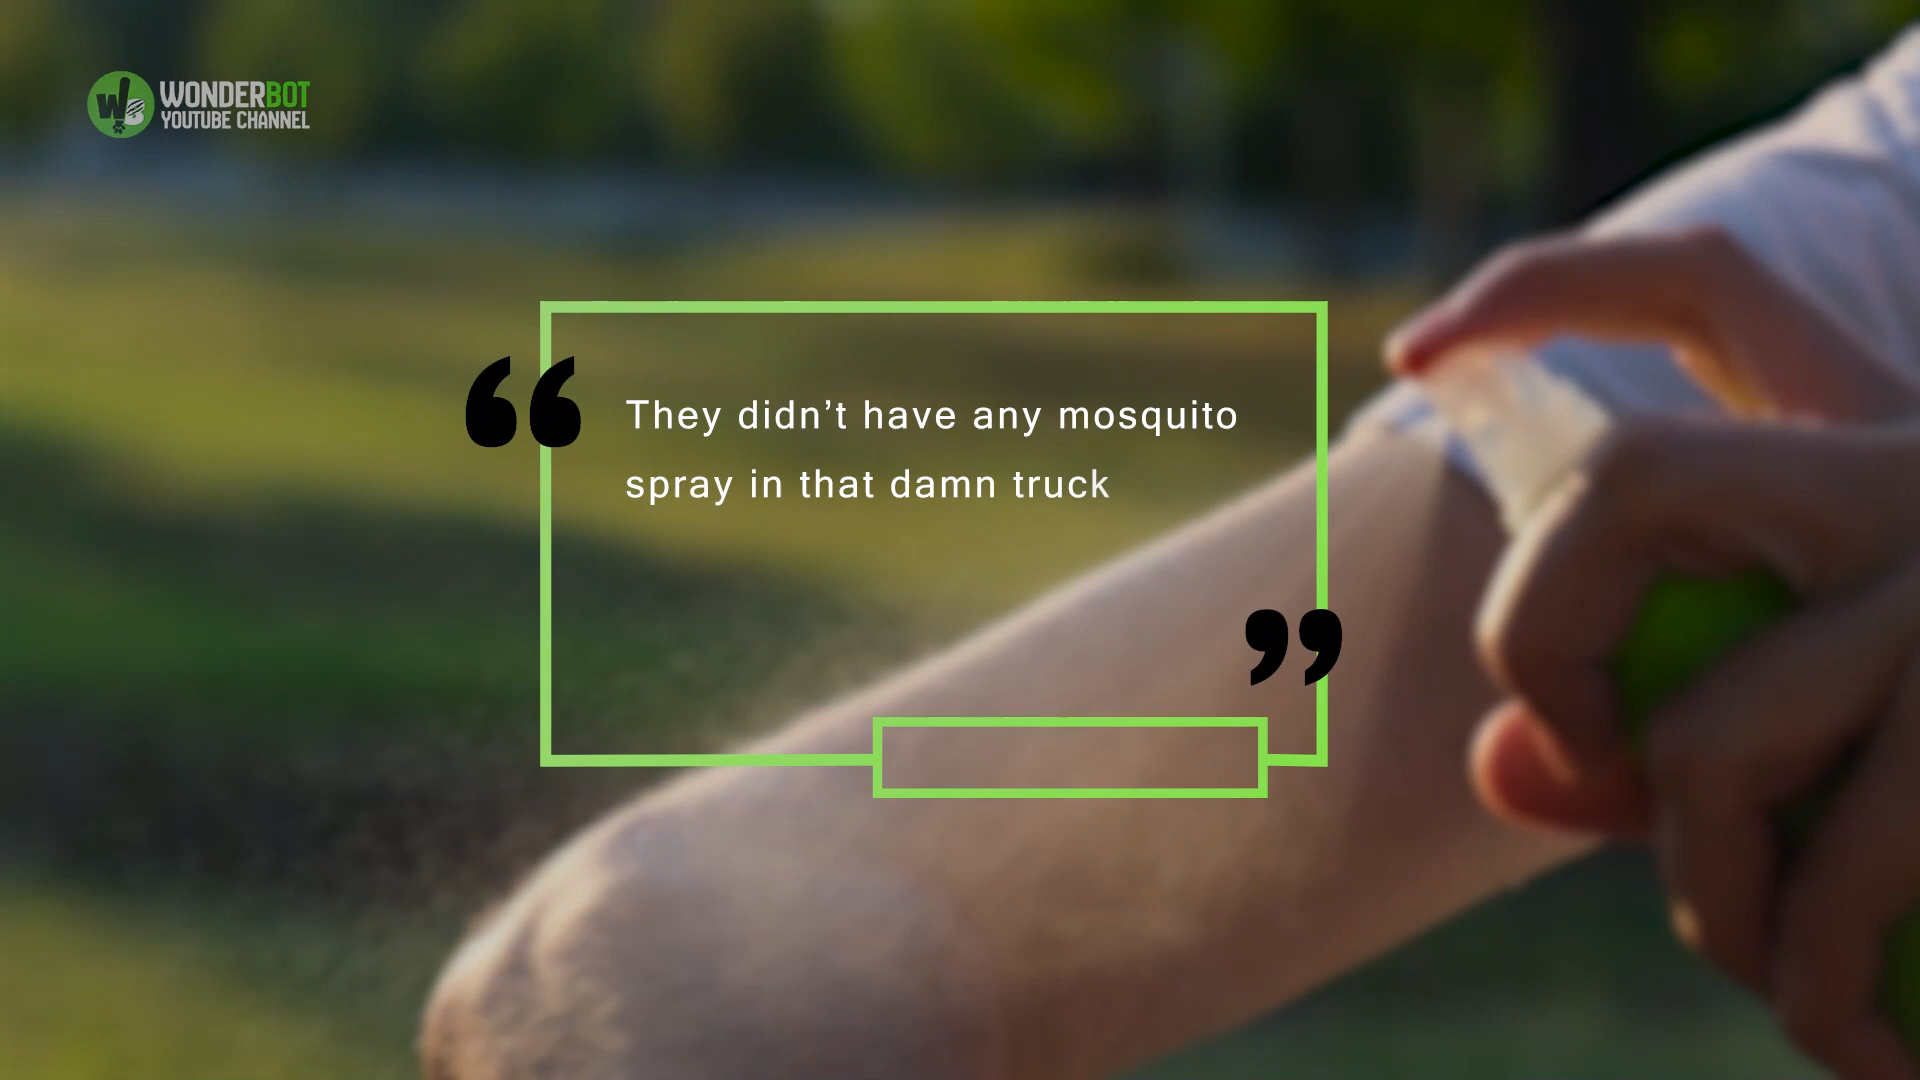 WONDERBOT
YOUTUBE CHANNEL
They didn’t have any mosquito
spray in that damn truck